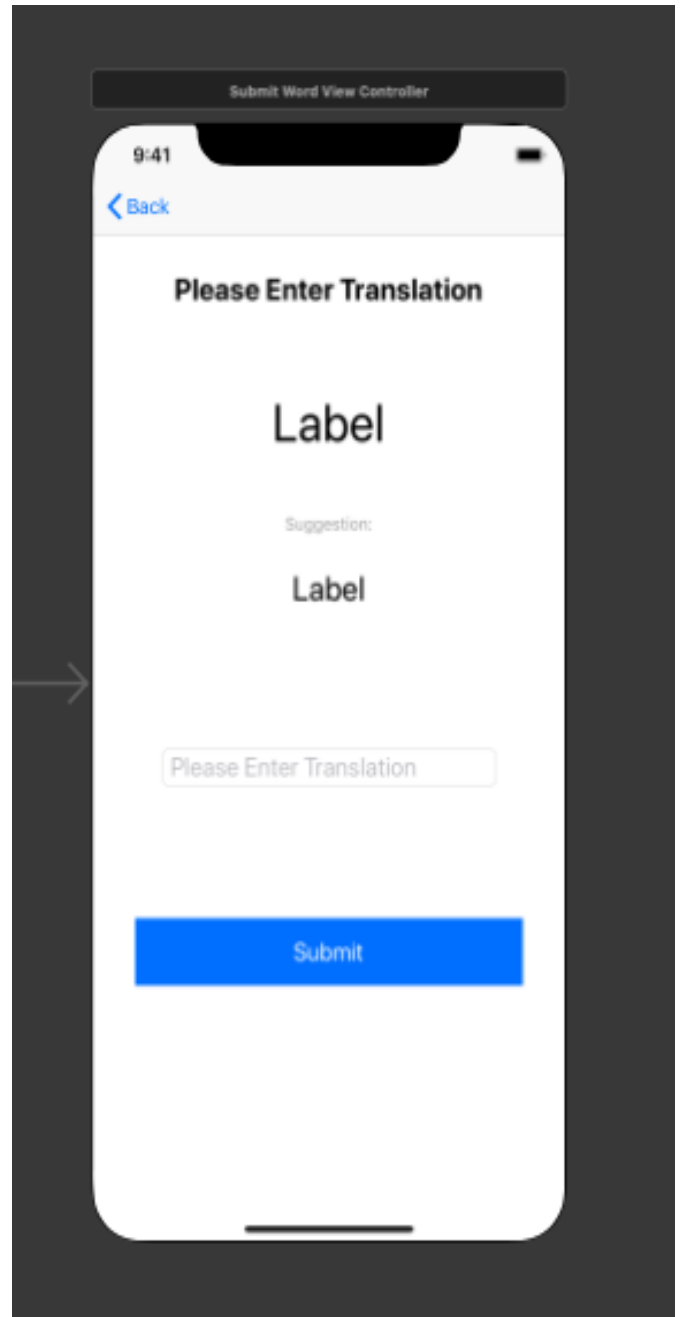 Submit Word View Controller
9:41
Back
Please Enter Translation
Label
Suggestion:
Label
Please Enter Translation
Submit